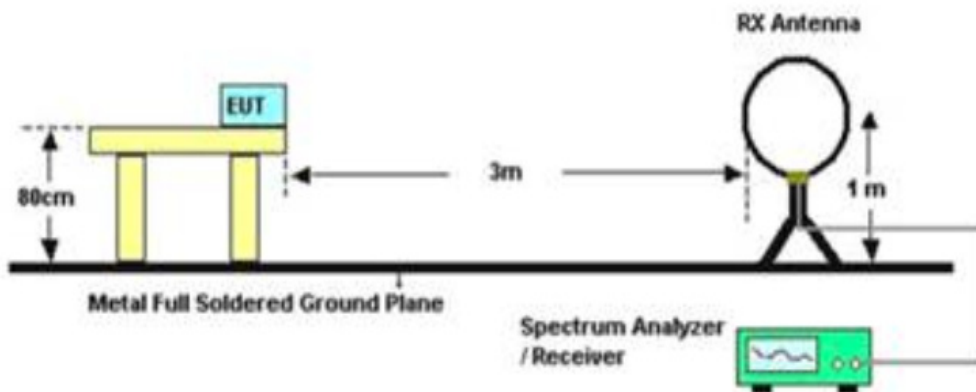 RX Antenna
EUT
3m
80cm
1 m
Metal Full Soldered Ground Plane
Spectrum Analyzer
/ Receiver